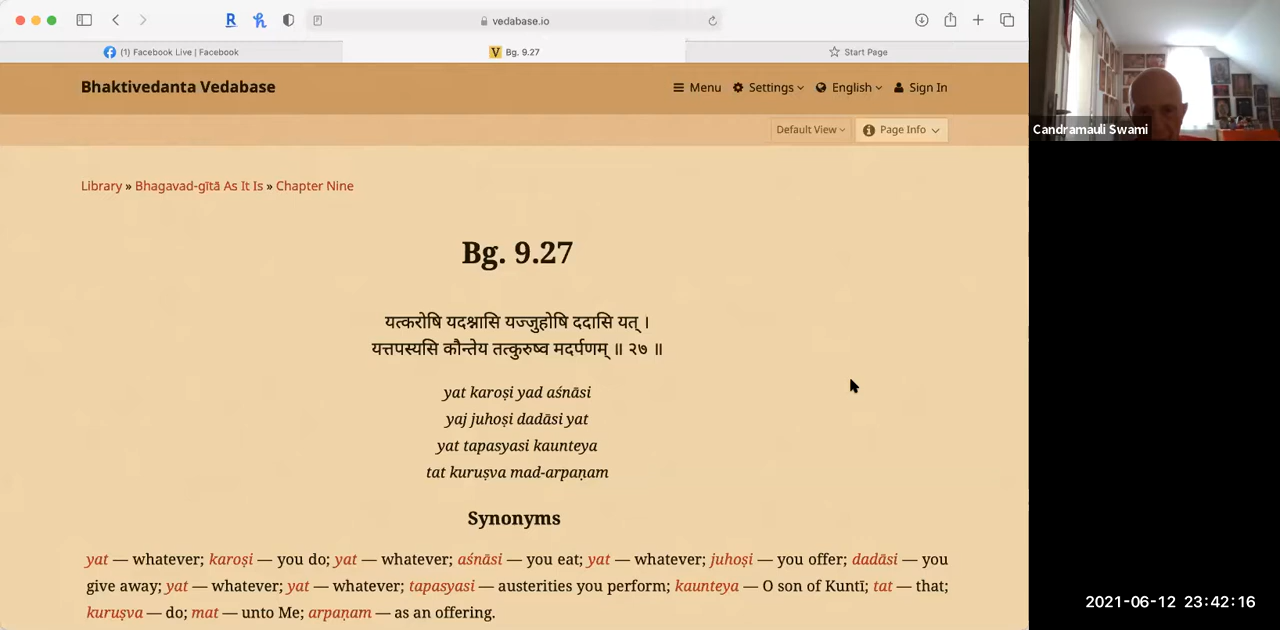 vedabase.io
(1) Facebook Live | Facebook
Bg. 9.27
Start Page
Bhaktivedanta Vedabase
Menu Settings English Sign In
Default View Page Info
Candramauli Swami
Library » Bhagavad-gītā As It Is » Chapter Nine
Bg. 9.27
यत्करोषि यदश्न‍ासि यज्ज‍ुहोषि ददासि यत् ।
यत्तपस्यसि कौन्तेय तत्कुरुष्व मदर्पणम् ॥ २७ ॥
yat karoṣi yad aśnāsi
yaj juhoṣi dadāsi yat
yat tapasyasi kaunteya
tat kuruṣva mad-arpaṇam
Synonyms
yat — whatever; karoṣi — you do; yat — whatever; aśnāsi — you eat; yat — whatever; juhoṣi — you offer; dadāsi — you
give away; yat — whatever; yat — whatever; tapasyasi — austerities you perform; kaunteya — O son of Kuntī; tat — that;
kuruṣva — do; mat — unto Me; arpaṇam — as an offering.
2021-06-12 23:42:16